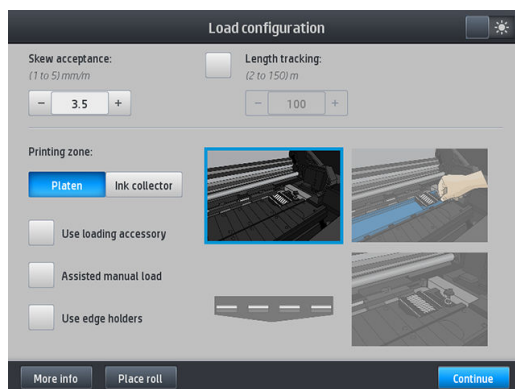 Load configuration
Skew acceptance:
(1 to 5) mm/m
- 3.5 +
Length tracking:
(2 to 150) m
- 100 +
Printing zone:
Platen Ink collector
Use loading accessory
Assisted manual load
Use edge holders
More info Place roll Continue